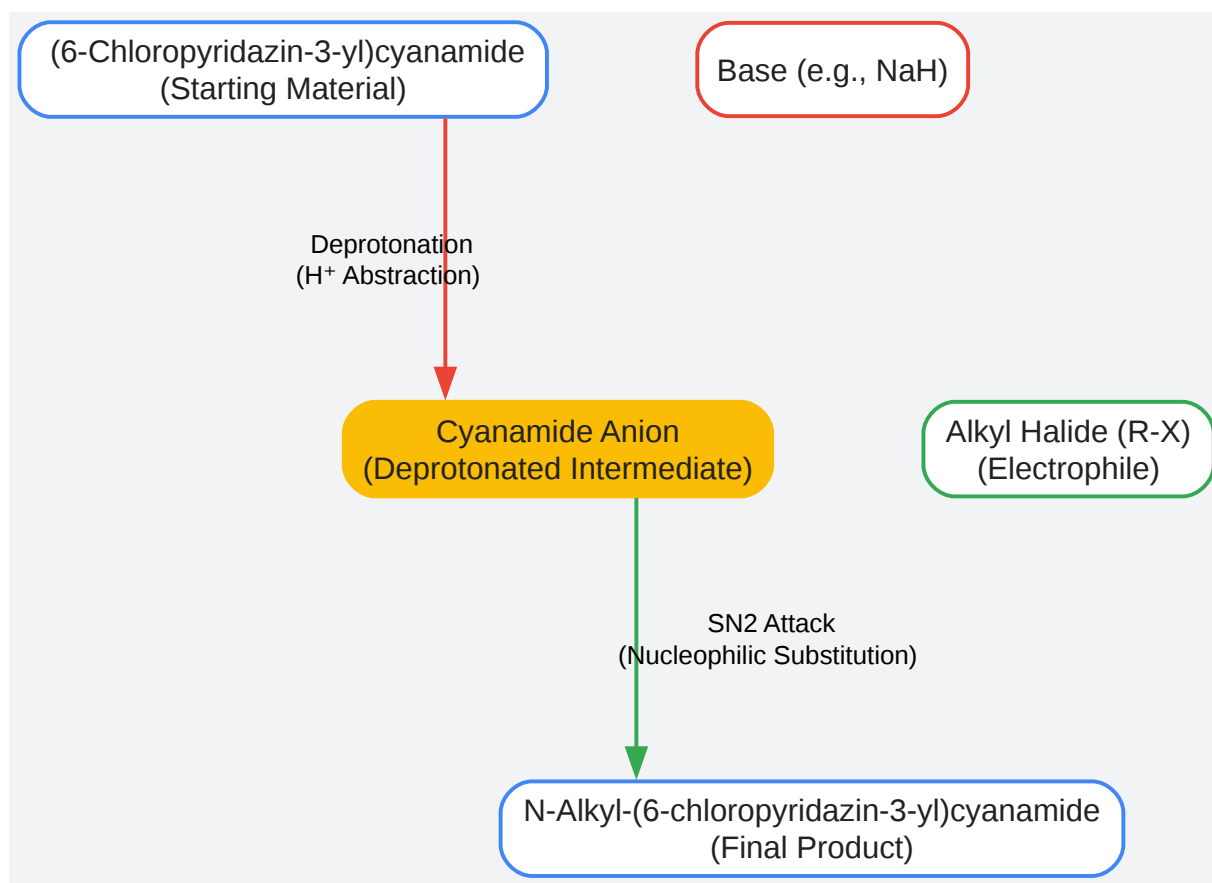 (6-Chloropyridazin-3-yl)cyanamide
(Starting Material)
Base (e.g., NaH)
Deprotonation
(H⁺ Abstraction)
Cyanamide Anion
(Deprotonated Intermediate)
Alkyl Halide (R-X)
(Electrophile)
SN2 Attack
(Nucleophilic Substitution)
N-Alkyl-(6-chloropyridazin-3-yl)cyanamide
(Final Product)